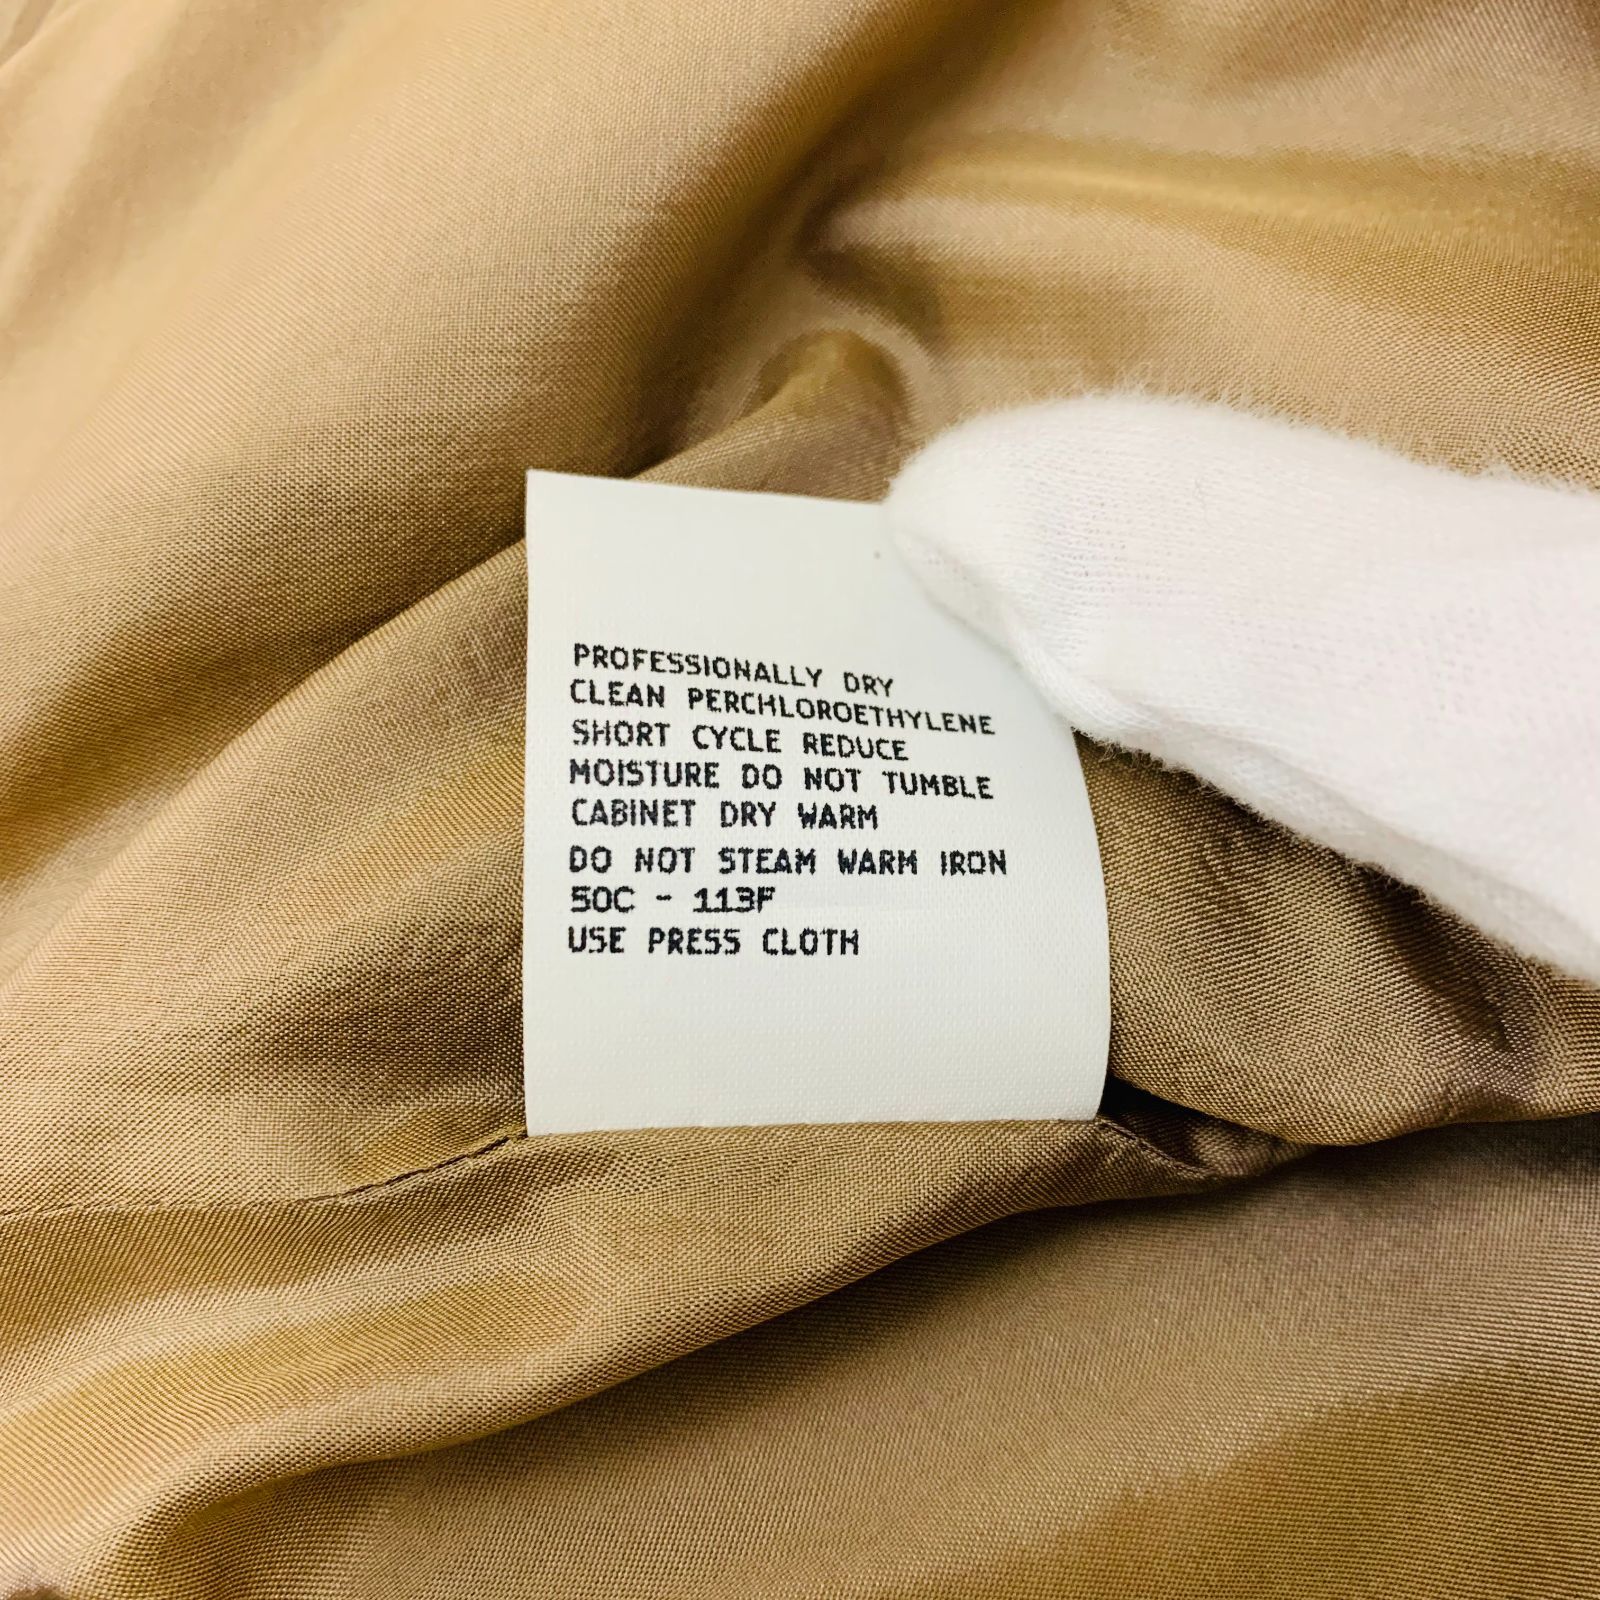 PROFESSIONALLY DRY
CLEAN PERCHLOROETHYLENE
SHORT CYCLE REDUCE
MOISTURE DO NOT TUMBLE
CABINET DRY WARM
DO NOT STEAM WARM IRON
50C - 113F
USE PRESS CLOTH